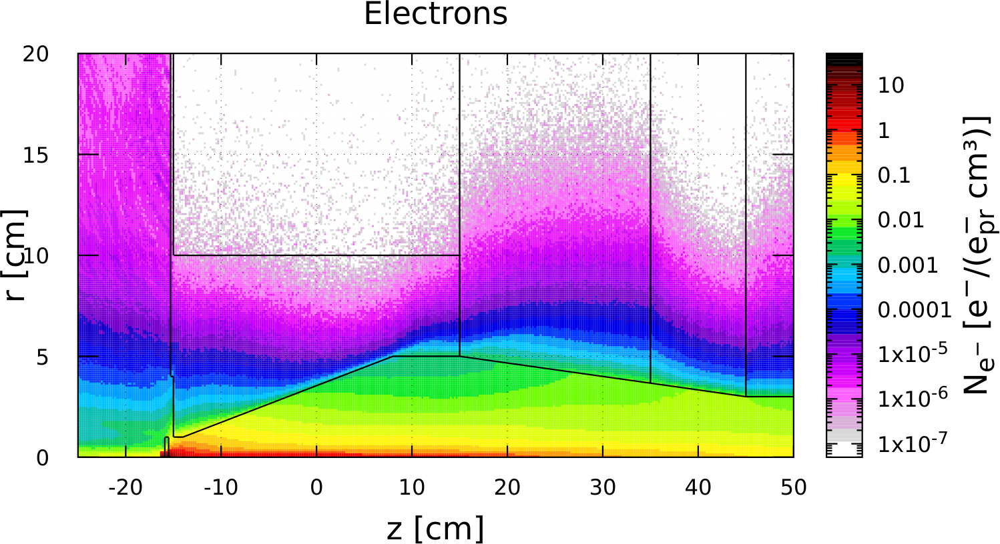 Electrons
20
15
10
5
0
r [cm]
-20 -10 0 10 20 30 40 50
z [cm]
10
1
0.1
0.01
0.001
0.0001
1x10⁻⁵
1x10⁻⁶
1x10⁻⁷
Nₑ₋ [e⁻/(e⁻ₚᵣ cm³)]